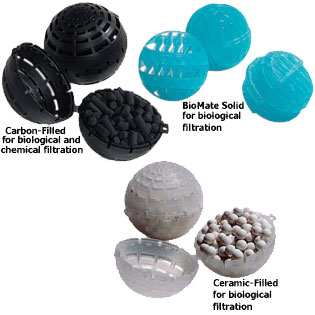 BioMate Solid
for biological
filtration
Carbon-Filled
for biological and
chemical filtration
Ceramic-Filled
for biological
filtration